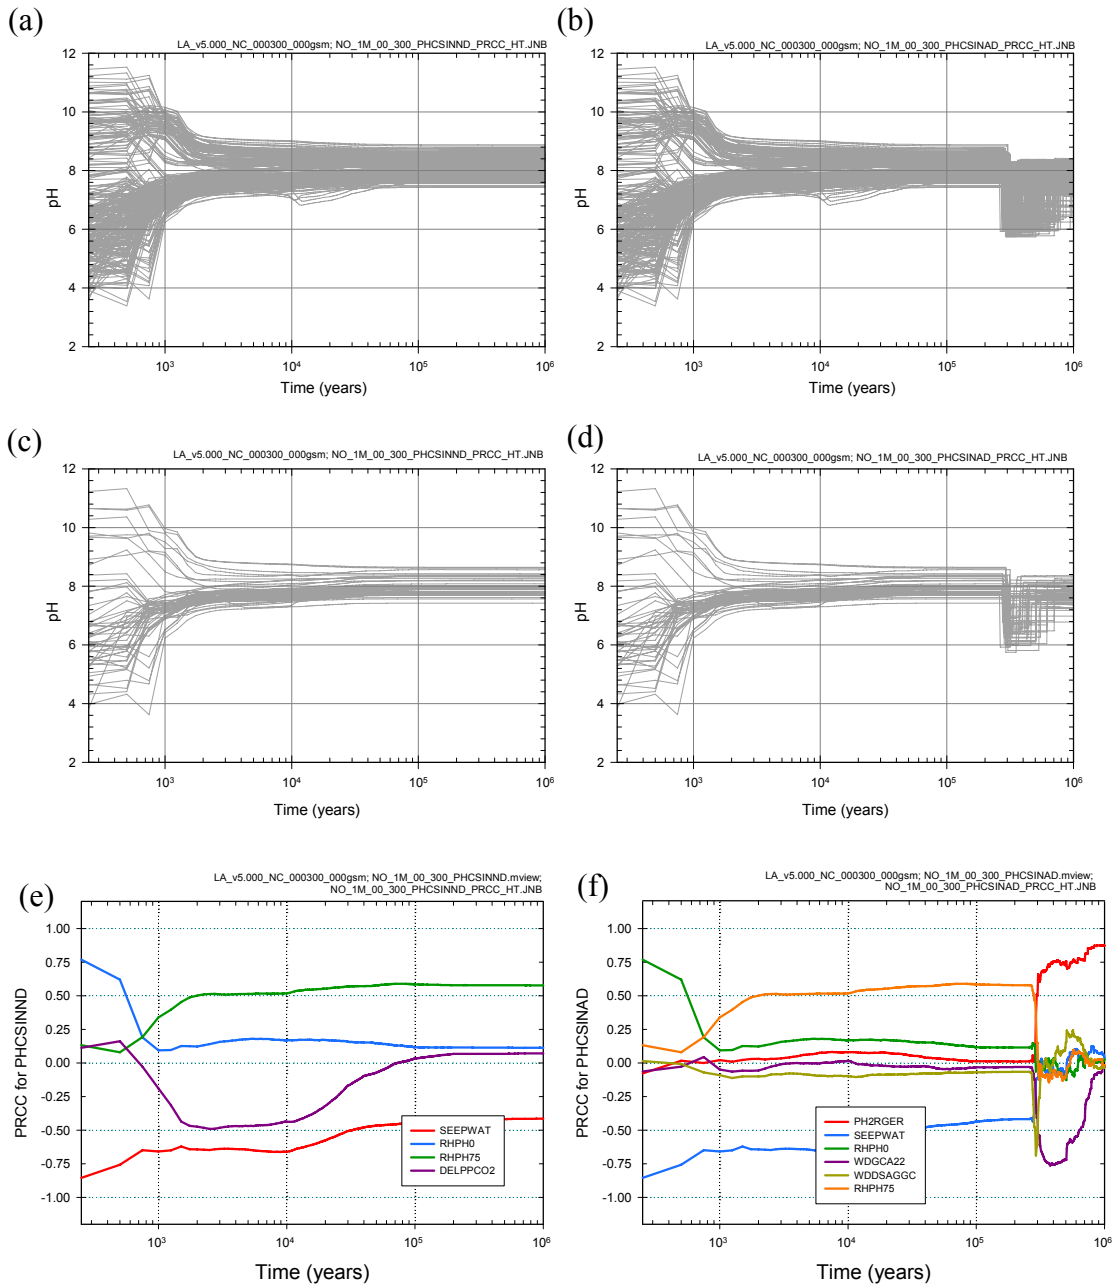 (a)
LA_v5.000_NC_000300_000gsm; NO_1M_00_300_PHCSINND_PRCC_HT.JNB
12
10
8
6
4
2
pH
10³
10⁴
10⁵
10⁶
Time (years)
(b)
LA_v5.000_NC_000300_000gsm; NO_1M_00_300_PHCSINAD_PRCC_HT.JNB
12
10
8
6
4
2
pH
10³
10⁴
10⁵
10⁶
Time (years)
(c)
LA_v5.000_NC_000300_000gsm; NO_1M_00_300_PHCSINND_PRCC_HT.JNB
12
10
8
6
4
2
pH
10³
10⁴
10⁵
10⁶
Time (years)
(d)
LA_v5.000_NC_000300_000gsm; NO_1M_00_300_PHCSINAD_PRCC_HT.JNB
12
10
8
6
4
2
pH
10³
10⁴
10⁵
10⁶
Time (years)
(e)
LA_v5.000_NC_000300_000gsm; NO_1M_00_300_PHCSINND.mview;
NO_1M_00_300_PHCSINND_PRCC_HT.JNB
1.00
0.75
0.50
0.25
0.00
-0.25
-0.50
-0.75
-1.00
PRCC for PHCSINND
SEEPWAT
RHPH0
RHPH75
DELPPCO2
10³
10⁴
10⁵
10⁶
Time (years)
(f)
LA_v5.000_NC_000300_000gsm; NO_1M_00_300_PHCSINAD.mview;
NO_1M_00_300_PHCSINAD_PRCC_HT.JNB
1.00
0.75
0.50
0.25
0.00
-0.25
-0.50
-0.75
-1.00
PRCC for PHCSINAD
PH2RGER
SEEPWAT
RHPH0
WDGCA22
WDDSAGGC
RHPH75
10³
10⁴
10⁵
10⁶
Time (years)